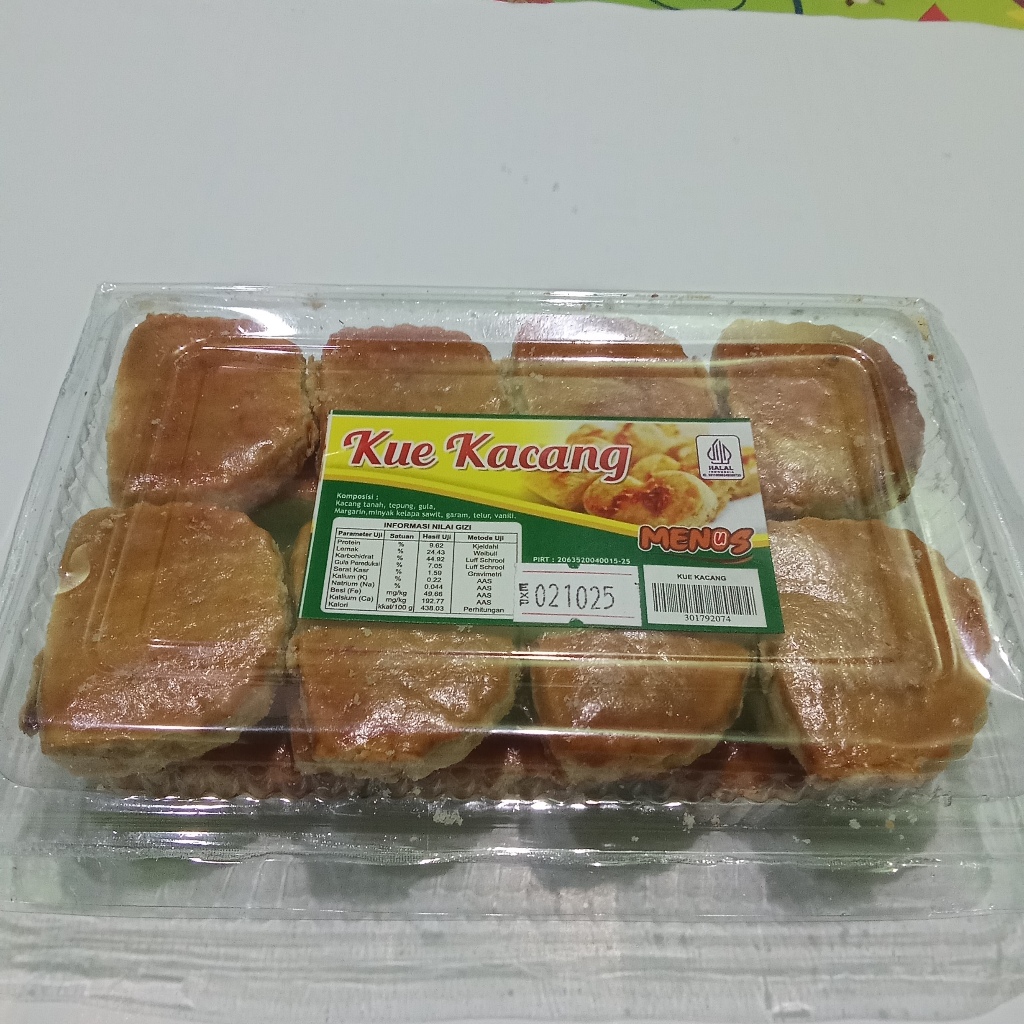 Kue Kacang
HALAL
INDONESIA
Komposisi :
Kacang tanah, tepung, gula,
Margarin,minyak kelapa sawit, garam, telur, vanili.
MENUS
INFORMASI NILAI GIZI
Parameter Uji Satuan Hasil Uji Metode Uji
Protein % 9.62 Kjeldahl
Lemak % 24.43 Weibull
Karbohidrat % 44.92 Luff Schrool
Gula Pereduksi % 7.05 Luff Schrool
Serat Kasr % 1.59 Gravimetri
Kalium (K) % 0.22 AAS
Natrium (Na) % 0.044 AAS
Besi (Fe) mg/kg 49.66 AAS
Kalsium (Ca) mg/kg 192.77 AAS
Kalori kkal/100 g 438.03 Perhitungan
PIRT : 2063520040015-25
EXP
021025
KUE KACANG
301792074